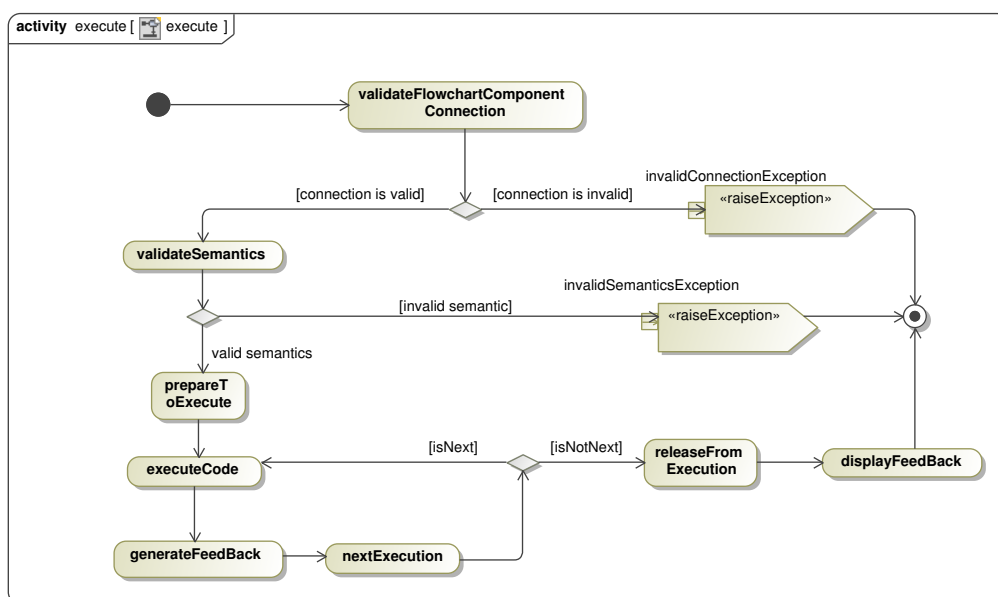 activity execute [ execute ]
validateFlowchartComponent
Connection
invalidConnectionException
[connection is valid]
[connection is invalid]
«raiseException»
validateSemantics
invalidSemanticsException
[invalid semantic]
«raiseException»
valid semantics
prepareT
oExecute
[isNext]
[isNotNext]
releaseFrom
Execution
executeCode
displayFeedBack
generateFeedBack
nextExecution